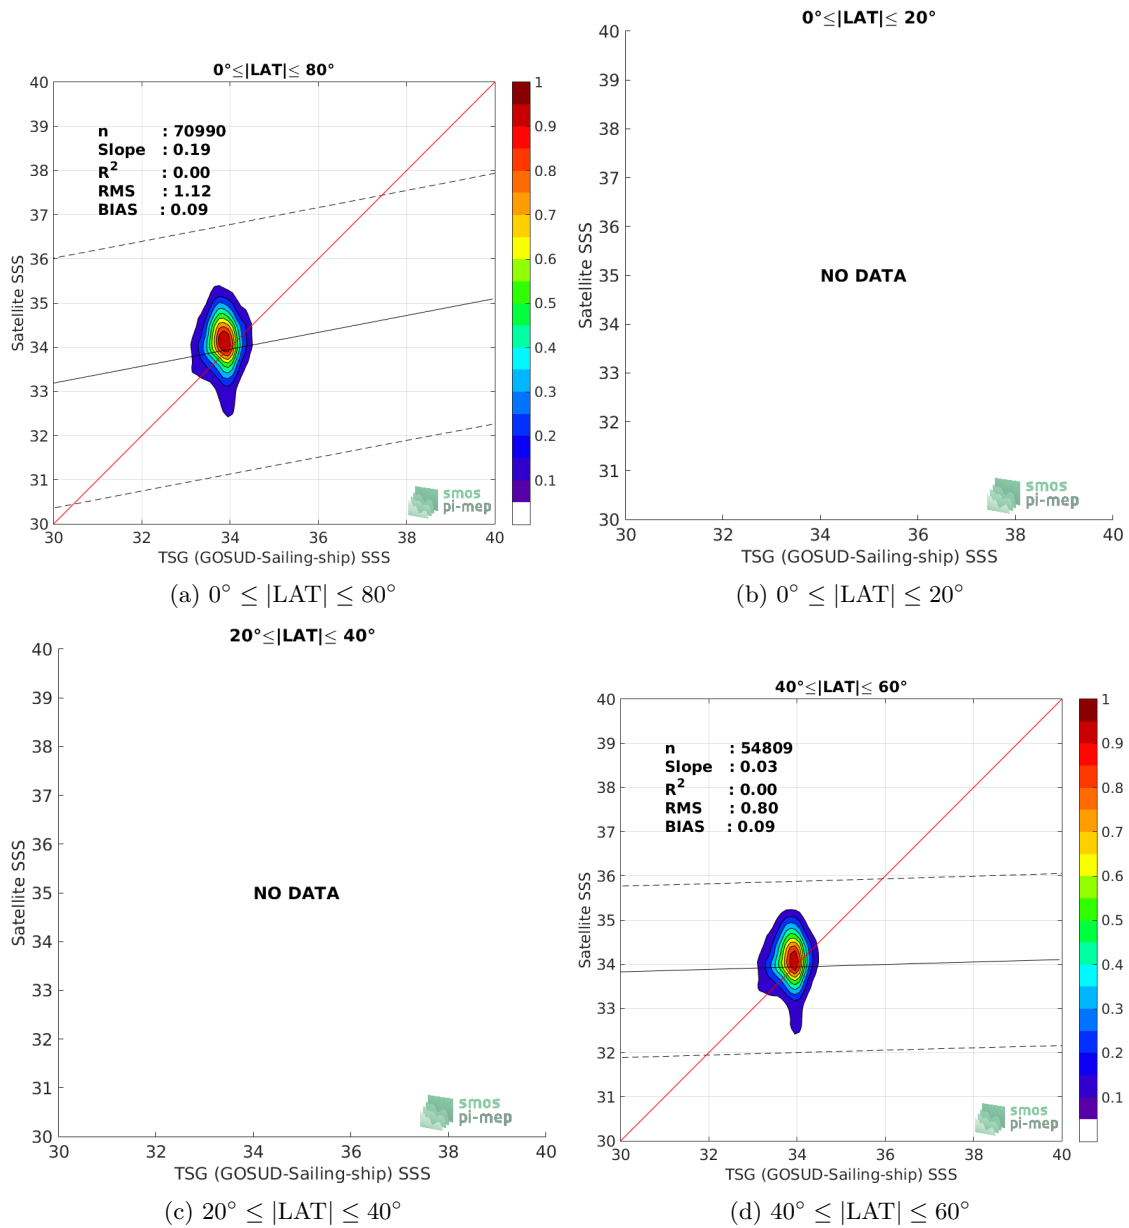 0°≤|LAT|≤ 80°
40
39
38
37
36
35
34
33
32
31
30
Satellite SSS
n : 70990
Slope : 0.19
R² : 0.00
RMS : 1.12
BIAS : 0.09
1
0.9
0.8
0.7
0.6
0.5
0.4
0.3
0.2
0.1
smos
pi-mep
30 32 34 36 38 40
TSG (GOSUD-Sailing-ship) SSS
(a) 0° ≤ |LAT| ≤ 80°
0°≤|LAT|≤ 20°
40
39
38
37
36
35
34
33
32
31
30
Satellite SSS
NO DATA
smos
pi-mep
30 32 34 36 38 40
TSG (GOSUD-Sailing-ship) SSS
(b) 0° ≤ |LAT| ≤ 20°
20°≤|LAT|≤ 40°
40
39
38
37
36
35
34
33
32
31
30
Satellite SSS
NO DATA
smos
pi-mep
30 32 34 36 38 40
TSG (GOSUD-Sailing-ship) SSS
(c) 20° ≤ |LAT| ≤ 40°
40°≤|LAT|≤ 60°
40
39
38
37
36
35
34
33
32
31
30
Satellite SSS
n : 54809
Slope : 0.03
R² : 0.00
RMS : 0.80
BIAS : 0.09
1
0.9
0.8
0.7
0.6
0.5
0.4
0.3
0.2
0.1
smos
pi-mep
30 32 34 36 38 40
TSG (GOSUD-Sailing-ship) SSS
(d) 40° ≤ |LAT| ≤ 60°